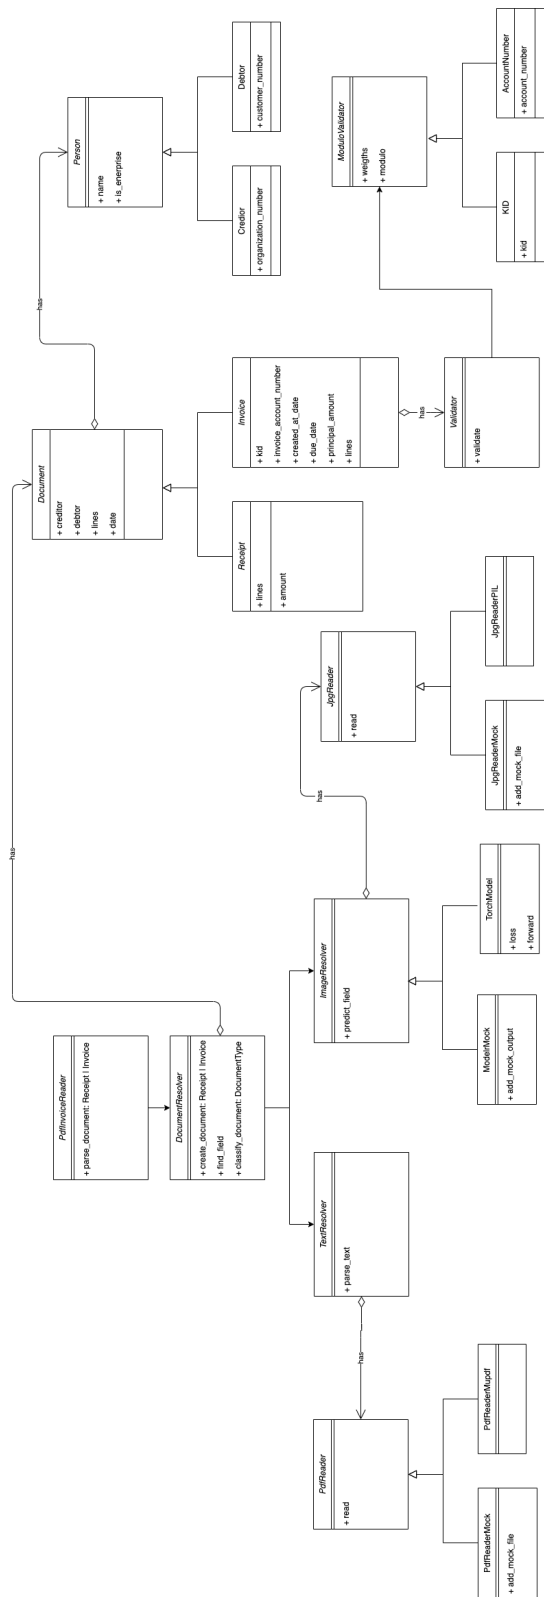 PdfInvoiceReader
+ parse_document: Receipt | Invoice
DocumentResolver
+ create_document: Receipt | Invoice
+ find_field
+ classify_document: DocumentType
has
Document
+ creditor
+ debtor
+ lines
+ date
has
Person
+ name
+ is_enerprise
Creditor
+ organization_number
Debtor
+ customer_number
Receipt
+ lines
+ amount
Invoice
+ kid
+ invoice_account_number
+ created_at_date
+ due_date
+ principal_amount
+ lines
has
Validator
+ validate
ModuloValidator
+ weigths
+ modulo
KID
+ kid
AccountNumber
+ account_number
TextResolver
+ parse_text
has
PdfReader
+ read
PdfReaderMock
+ add_mock_file
PdfReaderMupdf
ImageResolver
+ predict_field
has
JpgReader
+ read
JpgReaderMock
+ add_mock_file
JpgReaderPIL
ModelrMock
+ add_mock_output
TorchModel
+ loss
+ forward